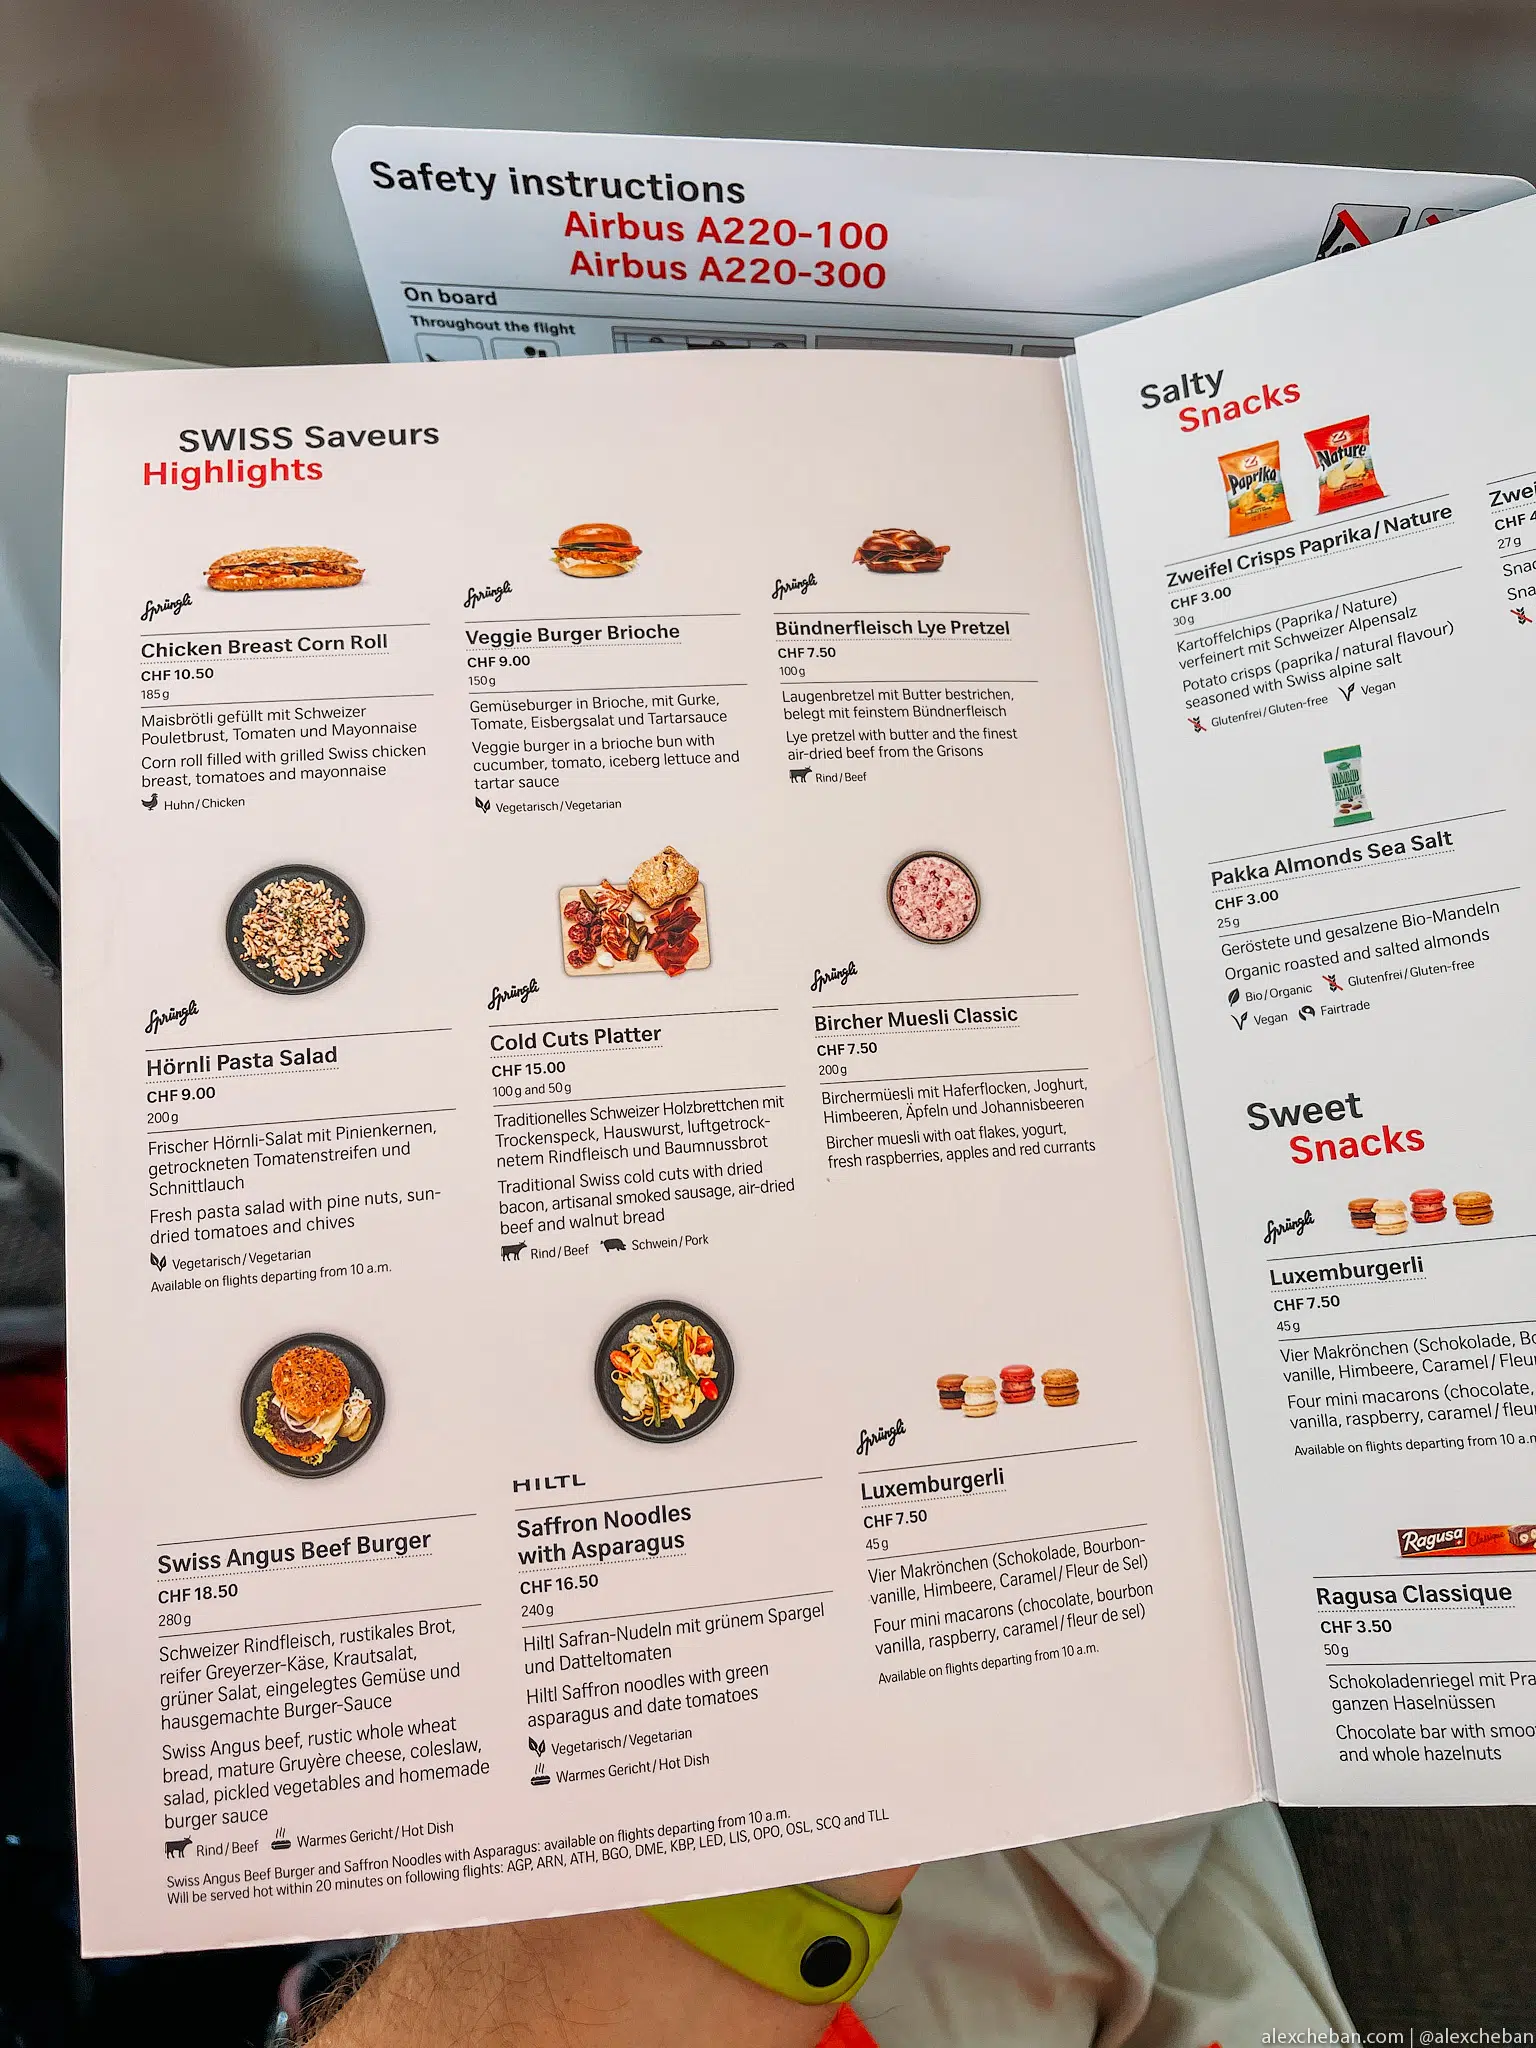 Safety instructions
Airbus A220-100
Airbus A220-300
On board
Throughout the flight
SWISS Saveurs
Highlights
Sprüngli
Chicken Breast Corn Roll
CHF 10.50
185 g
Maisbrötli gefüllt mit Schweizer
Pouletbrust, Tomaten und Mayonnaise
Corn roll filled with grilled Swiss chicken
breast, tomatoes and mayonnaise
Huhn / Chicken
Sprüngli
Veggie Burger Brioche
CHF 9.00
150 g
Gemüseburger in Brioche, mit Gurke,
Tomate, Eisbergsalat und Tartarsauce
Veggie burger in a brioche bun with
cucumber, tomato, iceberg lettuce and
tartar sauce
Vegetarisch / Vegetarian
Sprüngli
Bündnerfleisch Lye Pretzel
CHF 7.50
100 g
Laugenbretzel mit Butter bestrichen,
belegt mit feinstem Bündnerfleisch
Lye pretzel with butter and the finest
air-dried beef from the Grisons
Rind / Beef
Sprüngli
Hörnli Pasta Salad
CHF 9.00
200 g
Frischer Hörnli-Salat mit Pinienkernen,
getrockneten Tomatenstreifen und
Schnittlauch
Fresh pasta salad with pine nuts, sun-
dried tomatoes and chives
Vegetarisch / Vegetarian
Available on flights departing from 10 a.m.
Sprüngli
Cold Cuts Platter
CHF 15.00
100 g and 50 g
Traditionelles Schweizer Holzbrettchen mit
Trockenspeck, Hauswurst, luftgetrock-
netem Rindfleisch und Baumnussbrot
Traditional Swiss cold cuts with dried
bacon, artisanal smoked sausage, air-dried
beef and walnut bread
Rind / Beef Schwein / Pork
Sprüngli
Bircher Muesli Classic
CHF 7.50
200 g
Birchermüesli mit Haferflocken, Joghurt,
Himbeeren, Äpfeln und Johannisbeeren
Bircher muesli with oat flakes, yogurt,
fresh raspberries, apples and red currants
Swiss Angus Beef Burger
CHF 18.50
280 g
Schweizer Rindfleisch, rustikales Brot,
reifer Greyerzer-Käse, Krautsalat,
grüner Salat, eingelegtes Gemüse und
hausgemachte Burger-Sauce
Swiss Angus beef, rustic whole wheat
bread, mature Gruyère cheese, coleslaw,
salad, pickled vegetables and homemade
burger sauce
Rind / Beef Warmes Gericht / Hot Dish
HILTL
Saffron Noodles
with Asparagus
CHF 16.50
240 g
Hiltl Safran-Nudeln mit grünem Spargel
und Datteltomaten
Hiltl Saffron noodles with green
asparagus and date tomatoes
Vegetarisch / Vegetarian
Warmes Gericht / Hot Dish
Sprüngli
Luxemburgerli
CHF 7.50
45 g
Vier Makrönchen (Schokolade, Bourbon-
vanille, Himbeere, Caramel / Fleur de Sel)
Four mini macarons (chocolate, bourbon
vanilla, raspberry, caramel / fleur de sel)
Available on flights departing from 10 a.m.
Swiss Angus Beef Burger and Saffron Noodles with Asparagus: available on flights departing from 10 a.m.
Will be served hot within 20 minutes on following flights: AGP, ARN, ATH, BGO, DME, KBP, LED, LIS, OPO, OSL, SCQ and TLL
Salty
Snacks
Paprika
Nature
Zweifel Crisps Paprika / Nature
CHF 3.00
30 g
Kartoffelchips (Paprika / Nature)
verfeinert mit Schweizer Alpensalz
Potato crisps (paprika / natural flavour)
seasoned with Swiss alpine salt
Glutenfrei / Gluten-free Vegan
Zwei
CHF 4
27 g
Snac
Sna
Pakka Almonds Sea Salt
CHF 3.00
25 g
Geröstete und gesalzene Bio-Mandeln
Organic roasted and salted almonds
Bio / Organic Glutenfrei / Gluten-free
Vegan Fairtrade
Sweet
Snacks
Sprüngli
Luxemburgerli
CHF 7.50
45 g
Vier Makrönchen (Schokolade, Bo
vanille, Himbeere, Caramel / Fleur
Four mini macarons (chocolate,
vanilla, raspberry, caramel / fleu
Available on flights departing from 10 a.m
Ragusa Classique
Ragusa Classique
CHF 3.50
50 g
Schokoladenriegel mit Pra
ganzen Haselnüssen
Chocolate bar with smoo
and whole hazelnuts
alexcheban.com | @alexcheban